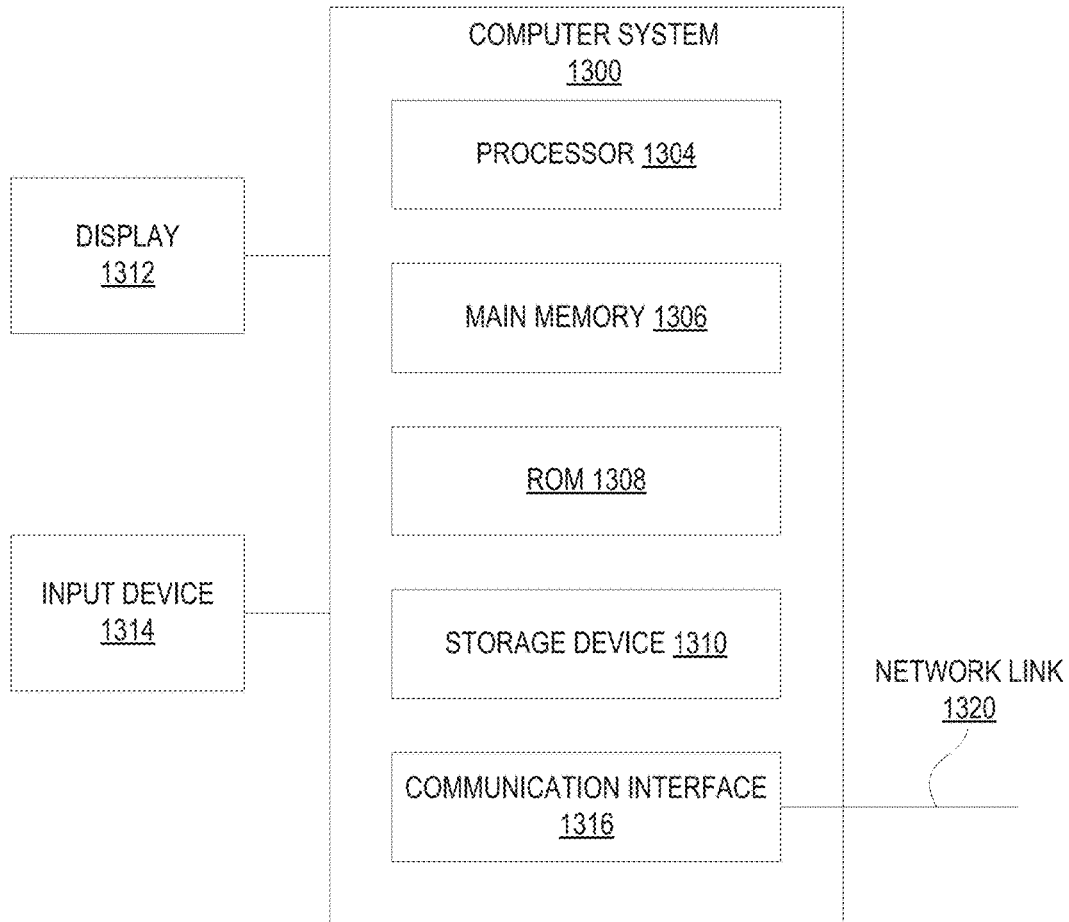 COMPUTER SYSTEM
1300
PROCESSOR 1304
DISPLAY
1312
MAIN MEMORY 1306
ROM 1308
INPUT DEVICE
1314
STORAGE DEVICE 1310
NETWORK LINK
1320
COMMUNICATION INTERFACE
1316